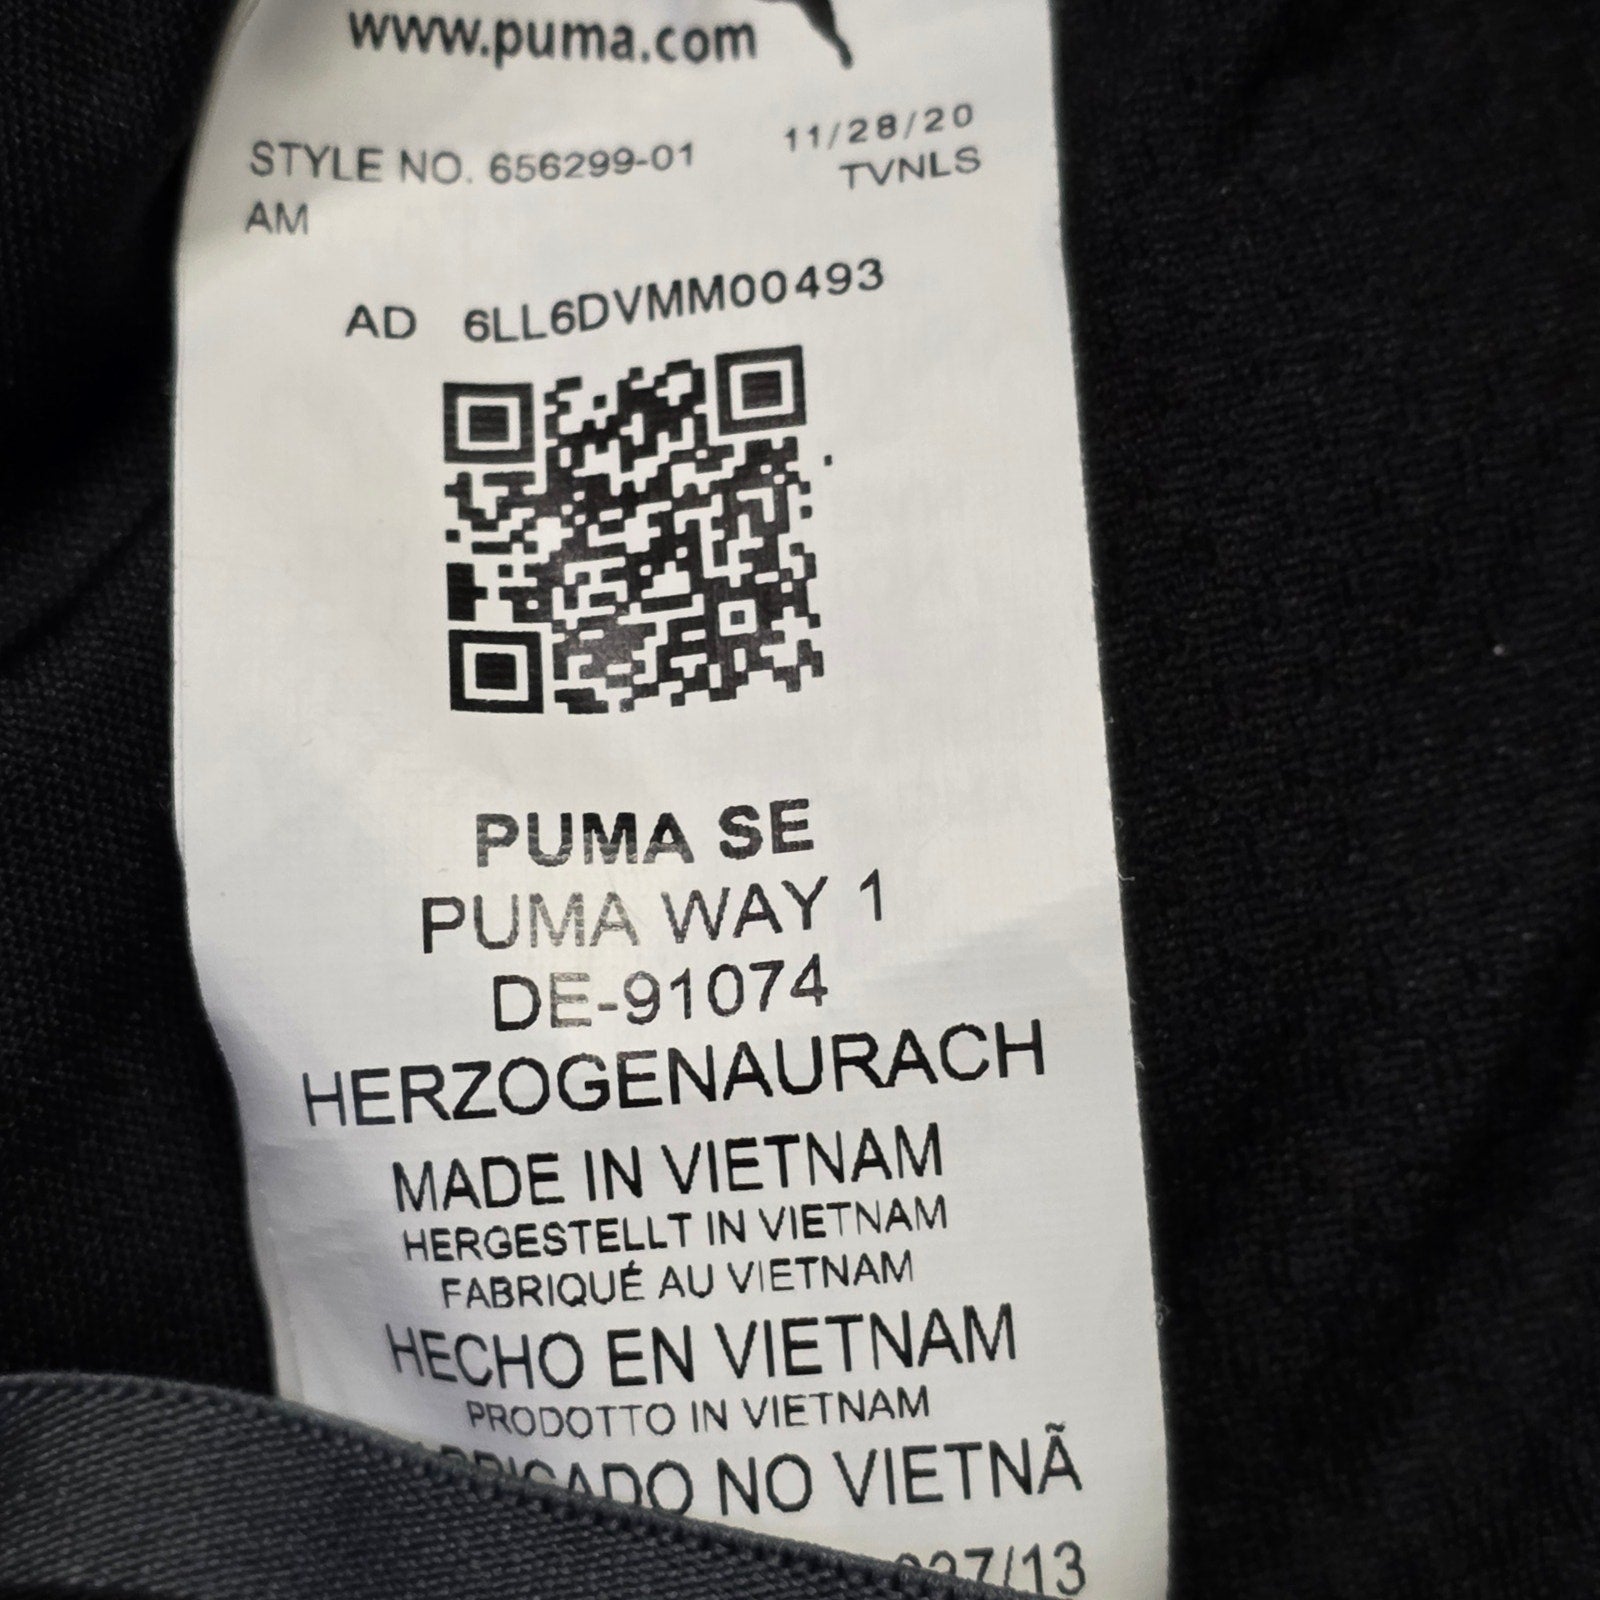 www.puma.com
STYLE NO. 656299-01 11/28/20
AM TVNLS
AD 6LL6DVMM00493
PUMA SE
PUMA WAY 1
DE-91074
HERZOGENAURACH
MADE IN VIETNAM
HERGESTELLT IN VIETNAM
FABRIQUÉ AU VIETNAM
HECHO EN VIETNAM
PRODOTTO IN VIETNAM
NO VIETNÃ